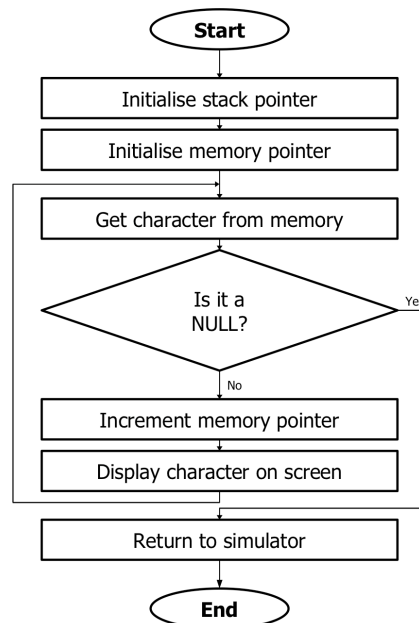 Start
Initialise stack pointer
Initialise memory pointer
Get character from memory
Is it a
NULL?
Ye
No
Increment memory pointer
Display character on screen
Return to simulator
End